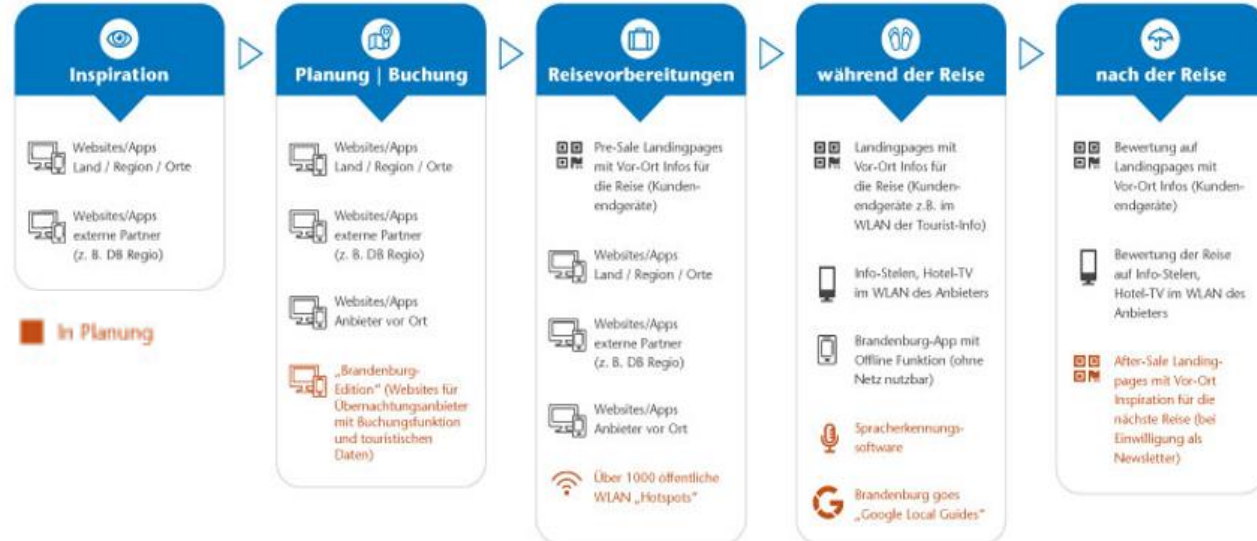 Inspiration
Websites/Apps
Land / Region / Orte
Websites/Apps
externe Partner
(z. B. DB Regio)
In Planung
Planung | Buchung
Websites/Apps
Land / Region / Orte
Websites/Apps
externe Partner
(z. B. DB Regio)
Websites/Apps
Anbieter vor Ort
„Brandenburg-
Edition“ (Websites für
Übernachtungsanbieter
mit Buchungsfunktion
und touristischen
Daten)
Reisevorbereitungen
Pre-Sale Landingpages
mit Vor-Ort Infos für
die Reise (Kunden-
endgeräte)
Websites/Apps
Land / Region / Orte
Websites/Apps
externe Partner
(z. B. DB Regio)
Websites/Apps
Anbieter vor Ort
Über 1000 öffentliche
WLAN „Hotspots“
während der Reise
Landingpages mit
Vor-Ort Infos für
die Reise (Kunden-
endgeräte z.B. im
WLAN der Tourist-Info)
Info-Stelen, Hotel-TV
im WLAN des Anbieters
Brandenburg-App mit
Offline Funktion (ohne
Netz nutzbar)
Spracherkennungs-
software
Brandenburg goes
„Google Local Guides“
nach der Reise
Bewertung auf
Landingpages mit
Vor-Ort Infos (Kunden-
endgeräte)
Bewertung der Reise
auf Info-Stelen,
Hotel-TV im WLAN des
Anbieters
After-Sale Landing-
pages mit Vor-Ort
Inspiration für die
nächste Reise (bei
Einwilligung als
Newsletter)